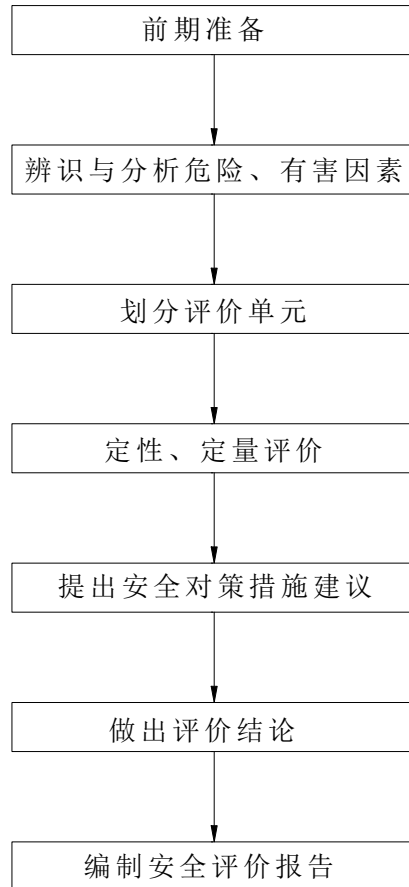 前期准备
辨识与分析危险、有害因素
划分评价单元
定性、定量评价
提出安全对策措施建议
做出评价结论
编制安全评价报告